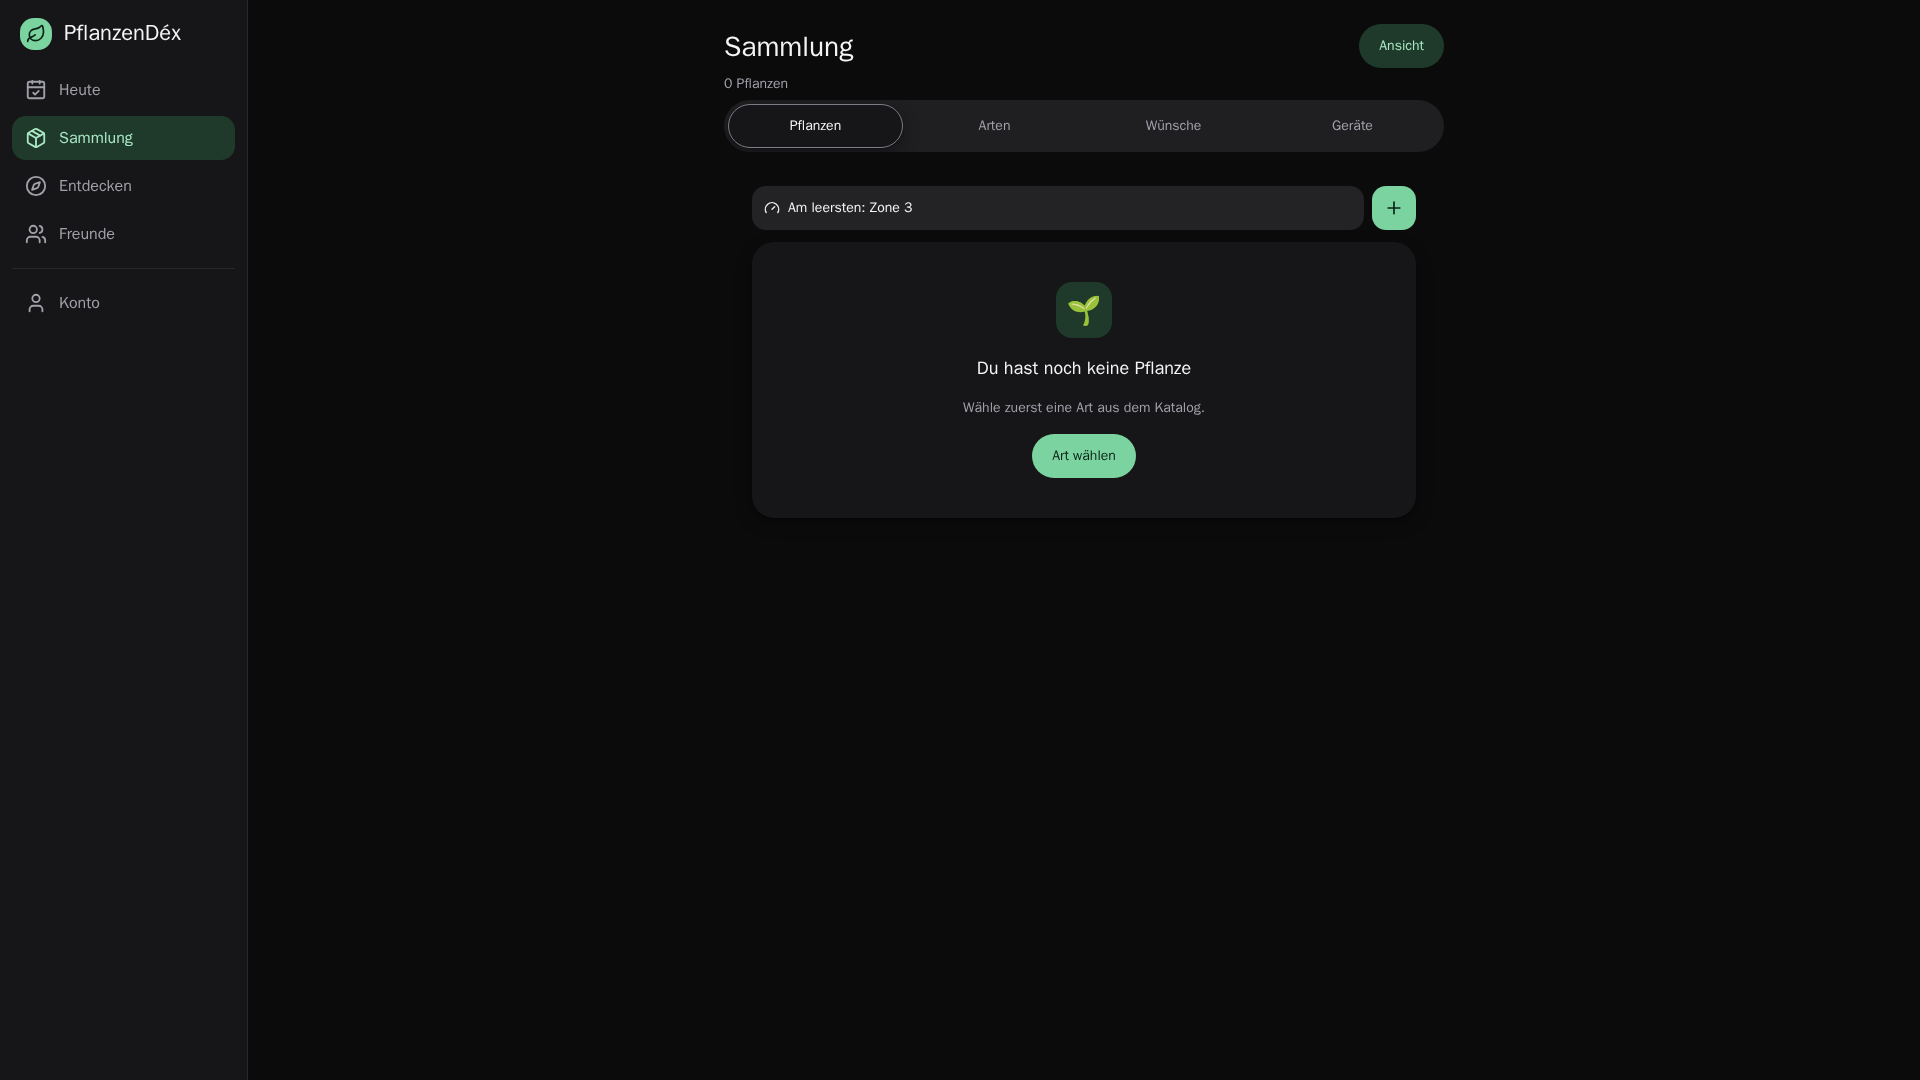 PflanzenDéx
Heute
Sammlung
Entdecken
Freunde
Konto
Sammlung
Ansicht
0 Pflanzen
Pflanzen
Arten
Wünsche
Geräte
Am leersten: Zone 3
Du hast noch keine Pflanze
Wähle zuerst eine Art aus dem Katalog.
Art wählen